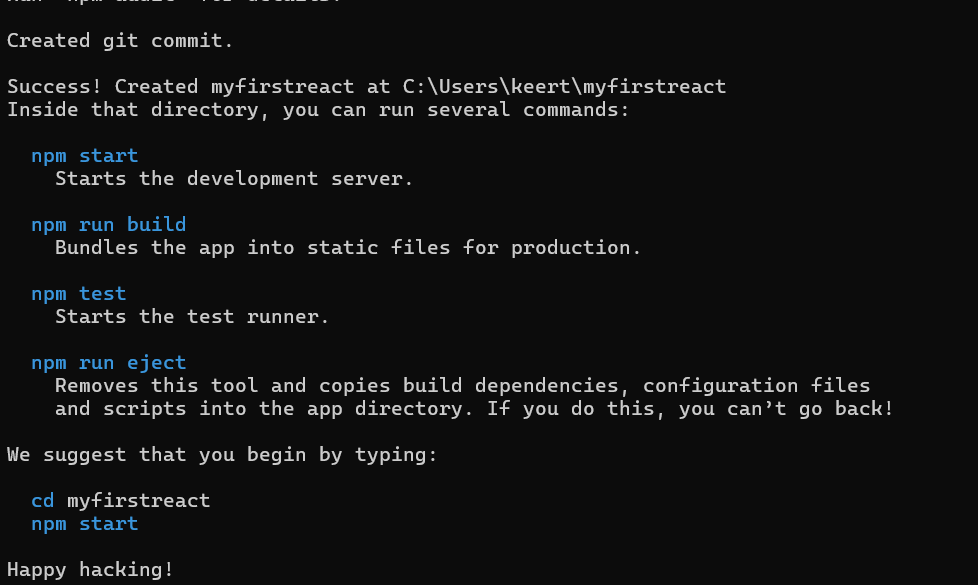 Created git commit.
Success! Created myfirstreact at C:\Users\keert\myfirstreact
Inside that directory, you can run several commands:
npm start
Starts the development server.
npm run build
Bundles the app into static files for production.
npm test
Starts the test runner.
npm run eject
Removes this tool and copies build dependencies, configuration files
and scripts into the app directory. If you do this, you can’t go back!
We suggest that you begin by typing:
cd myfirstreact
npm start
Happy hacking!